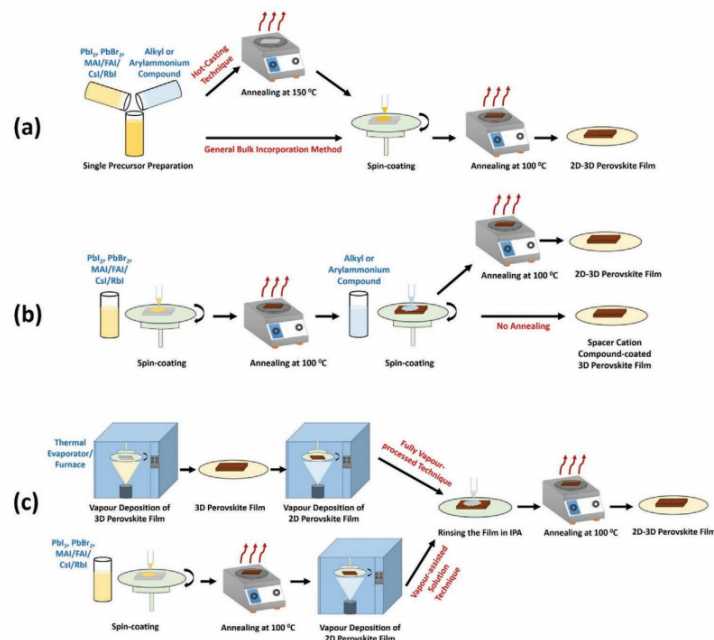 PbI₂, PbBr₂,
MAI/FAI/
CsI/RbI
Alkyl or
Arylammonium
Compound
Hot-Casting
Technique
Annealing at 150 ⁰C
(a)
General Bulk Incorporation Method
Single Precursor Preparation
Spin-coating
Annealing at 100 ⁰C
2D-3D Perovskite Film
(b)
PbI₂, PbBr₂,
MAI/FAI/
CsI/RbI
Spin-coating
Annealing at 100 ⁰C
Alkyl or
Arylammonium
Compound
Spin-coating
Annealing at 100 ⁰C
2D-3D Perovskite Film
No Annealing
Spacer Cation
Compound-coated
3D Perovskite Film
(c)
Thermal
Evaporator/
Furnace
Vapour Deposition of
3D Perovskite Film
3D Perovskite Film
Vapour Deposition of
2D Perovskite Film
Fully Vapour-
processed Technique
Rinsing the Film in IPA
Annealing at 100 ⁰C
2D-3D Perovskite Film
PbI₂, PbBr₂,
MAI/FAI/
CsI/RbI
Spin-coating
Annealing at 100 ⁰C
Vapour Deposition of
2D Perovskite Film
Vapour-assisted
Solution
Technique